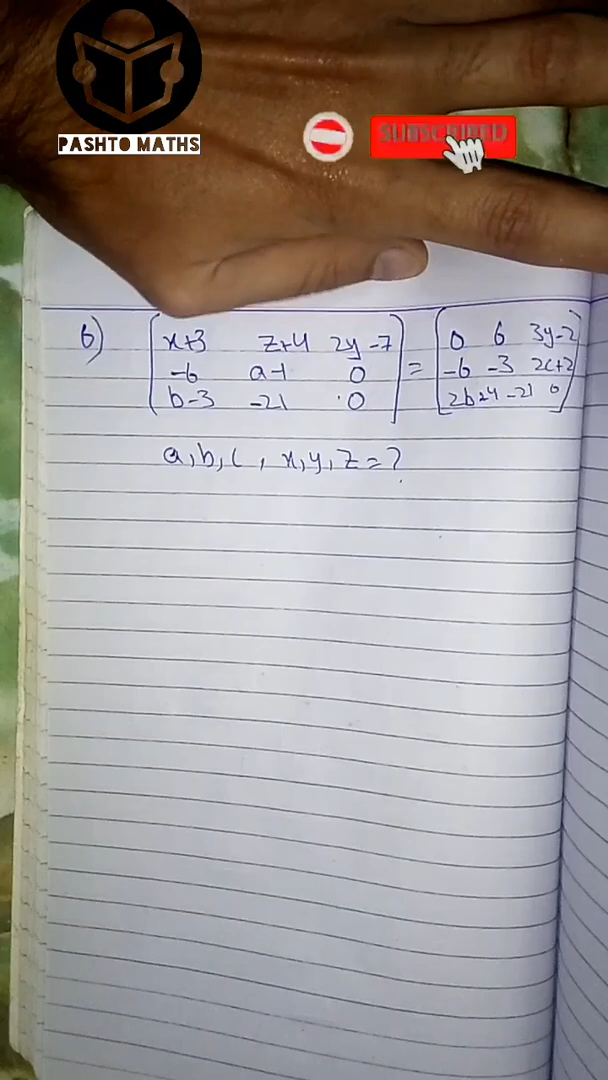 PASHTO MATHS
SUBSCRIBED
6) [x+3 z+4 2y-7] = [0 6 3y-2]
[-6 a-1 0] [-6 -3 2c+2]
[b-3 -21 0] [2b+4 -21 0]
a,b,c, x,y,z=?